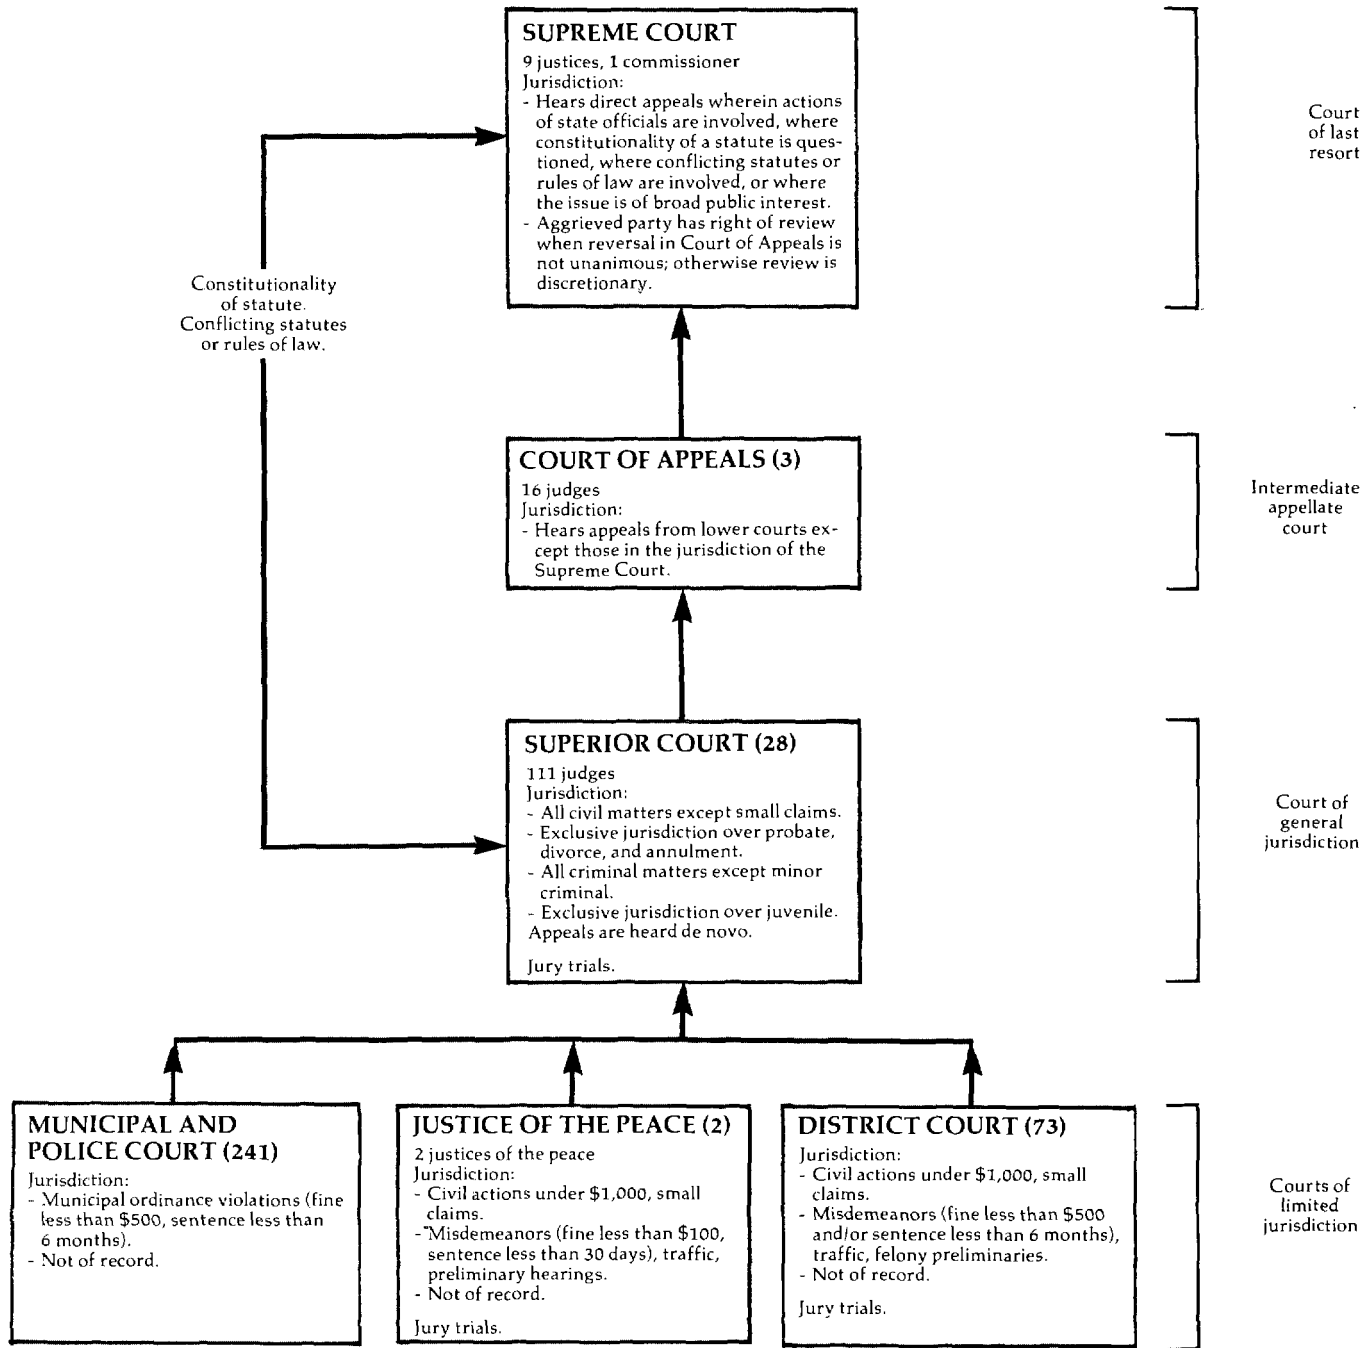 SUPREME COURT
9 justices, 1 commissioner
Jurisdiction:
- Hears direct appeals wherein actions
of state officials are involved, where
constitutionality of a statute is ques-
tioned, where conflicting statutes or
rules of law are involved, or where
the issue is of broad public interest.
- Aggrieved party has right of review
when reversal in Court of Appeals is
not unanimous; otherwise review is
discretionary.
Court
of last
resort
Constitutionality
of statute.
Conflicting statutes
or rules of law.
COURT OF APPEALS (3)
16 judges
Jurisdiction:
- Hears appeals from lower courts ex-
cept those in the jurisdiction of the
Supreme Court.
Intermediate
appellate
court
SUPERIOR COURT (28)
111 judges
Jurisdiction:
- All civil matters except small claims.
- Exclusive jurisdiction over probate,
divorce, and annulment.
- All criminal matters except minor
criminal.
- Exclusive jurisdiction over juvenile.
Appeals are heard de novo.
Jury trials.
Court of
general
jurisdiction
MUNICIPAL AND
POLICE COURT (241)
Jurisdiction:
- Municipal ordinance violations (fine
less than $500, sentence less than
6 months).
- Not of record.
JUSTICE OF THE PEACE (2)
2 justices of the peace
Jurisdiction:
- Civil actions under $1,000, small
claims.
- Misdemeanors (fine less than $100,
sentence less than 30 days), traffic,
preliminary hearings.
- Not of record.
Jury trials.
DISTRICT COURT (73)
Jurisdiction:
- Civil actions under $1,000, small
claims.
- Misdemeanors (fine less than $500
and/or sentence less than 6 months),
traffic, felony preliminaries.
- Not of record.
Jury trials.
Courts of
limited
jurisdiction